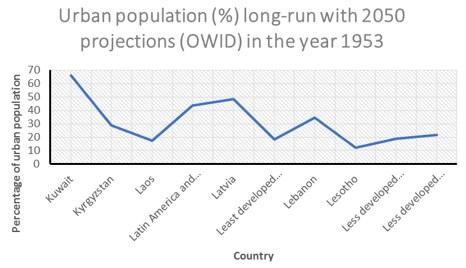 Urban population (%) long-run with 2050
projections (OWID) in the year 1953
Percentage of urban population
70
60
50
40
30
20
10
0
Kuwait
Kyrgyzstan
Laos
Latin America and...
Latvia
Least developed...
Lebanon
Lesotho
Less developed...
Less developed...
Country